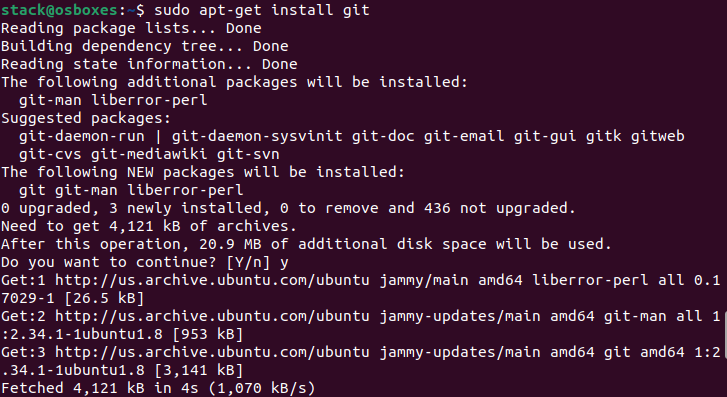 stack@osboxes:~$ sudo apt-get install git
Reading package lists... Done
Building dependency tree... Done
Reading state information... Done
The following additional packages will be installed:
  git-man liberror-perl
Suggested packages:
  git-daemon-run | git-daemon-sysvinit git-doc git-email git-gui gitk gitweb
  git-cvs git-mediawiki git-svn
The following NEW packages will be installed:
  git git-man liberror-perl
0 upgraded, 3 newly installed, 0 to remove and 436 not upgraded.
Need to get 4,121 kB of archives.
After this operation, 20.9 MB of additional disk space will be used.
Do you want to continue? [Y/n] y
Get:1 http://us.archive.ubuntu.com/ubuntu jammy/main amd64 liberror-perl all 0.1
7029-1 [26.5 kB]
Get:2 http://us.archive.ubuntu.com/ubuntu jammy-updates/main amd64 git-man all 1
:2.34.1-1ubuntu1.8 [953 kB]
Get:3 http://us.archive.ubuntu.com/ubuntu jammy-updates/main amd64 git amd64 1:2
.34.1-1ubuntu1.8 [3,141 kB]
Fetched 4,121 kB in 4s (1,070 kB/s)